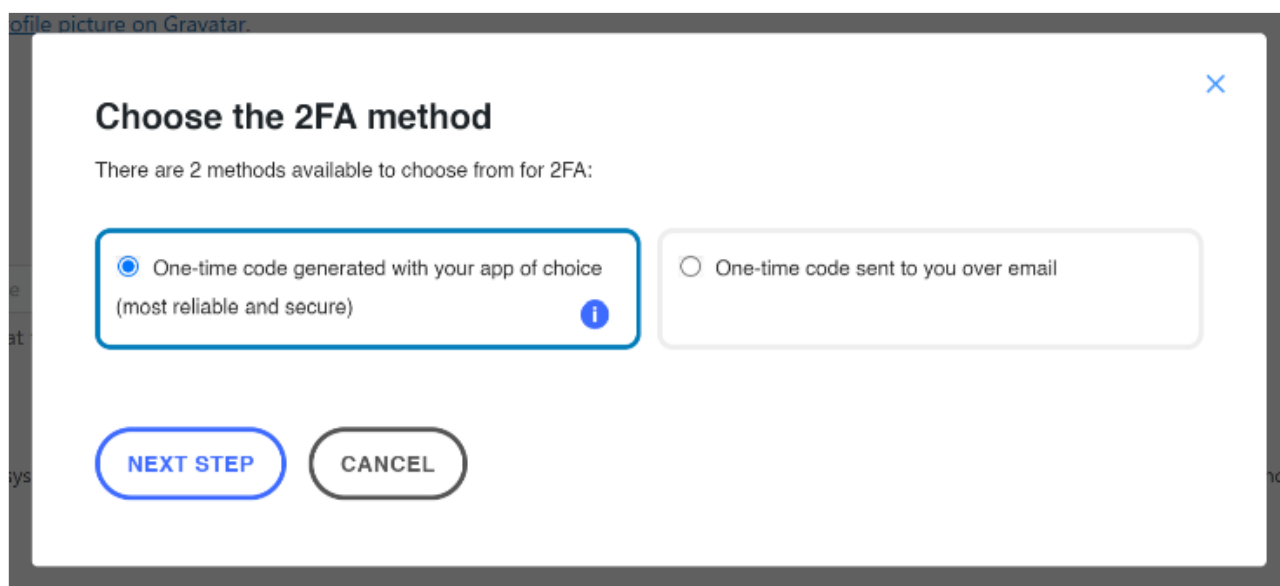 ofile picture on Gravatar.
Choose the 2FA method
There are 2 methods available to choose from for 2FA:
One-time code generated with your app of choice
(most reliable and secure)
i
One-time code sent to you over email
e
at
NEXT STEP
CANCEL
sys